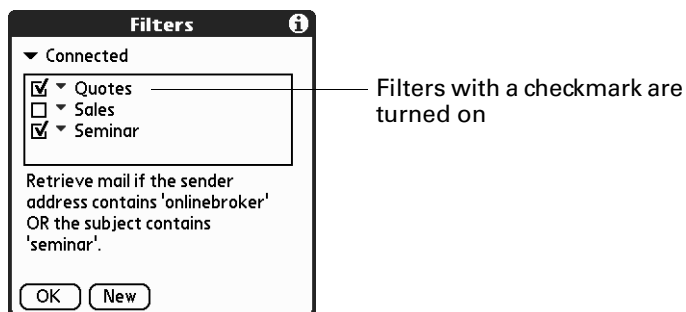 Filters
Connected
Quotes
Sales
Seminar
Retrieve mail if the sender
address contains 'onlinebroker'
OR the subject contains
'seminar'.
OK New
Filters with a checkmark are
turned on